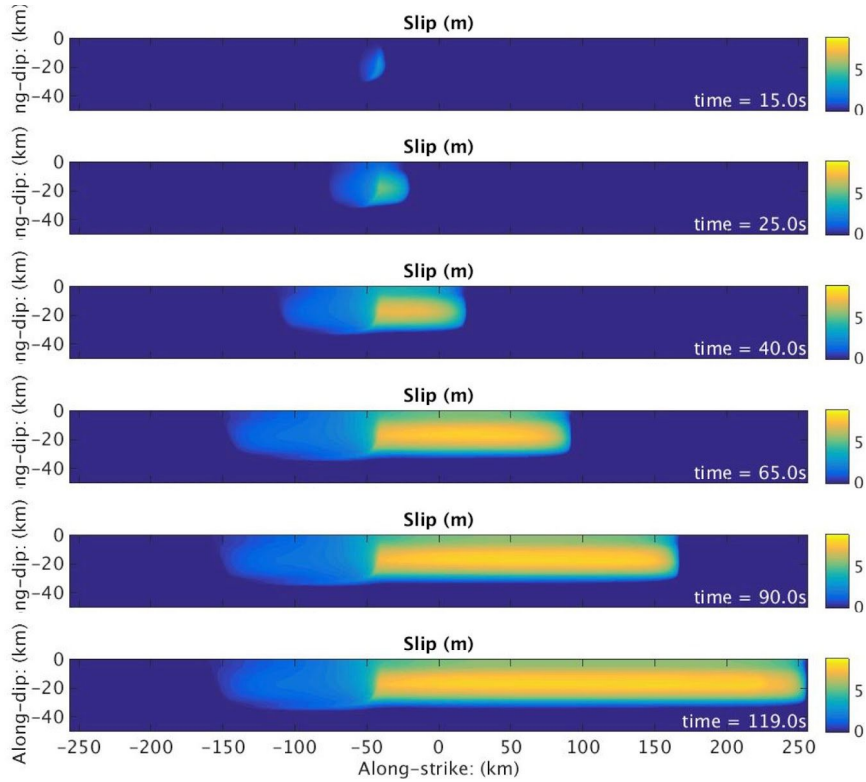 Slip (m)
ng-dip: (km)
0
-20
-40
5
0
time = 15.0s
Slip (m)
ng-dip: (km)
0
-20
-40
5
0
time = 25.0s
Slip (m)
ng-dip: (km)
0
-20
-40
5
0
time = 40.0s
Slip (m)
ng-dip: (km)
0
-20
-40
5
0
time = 65.0s
Slip (m)
ng-dip: (km)
0
-20
-40
5
0
time = 90.0s
Slip (m)
Along-dip: (km)
0
-20
-40
5
0
time = 119.0s
-250 -200 -150 -100 -50 0 50 100 150 200 250
Along-strike: (km)